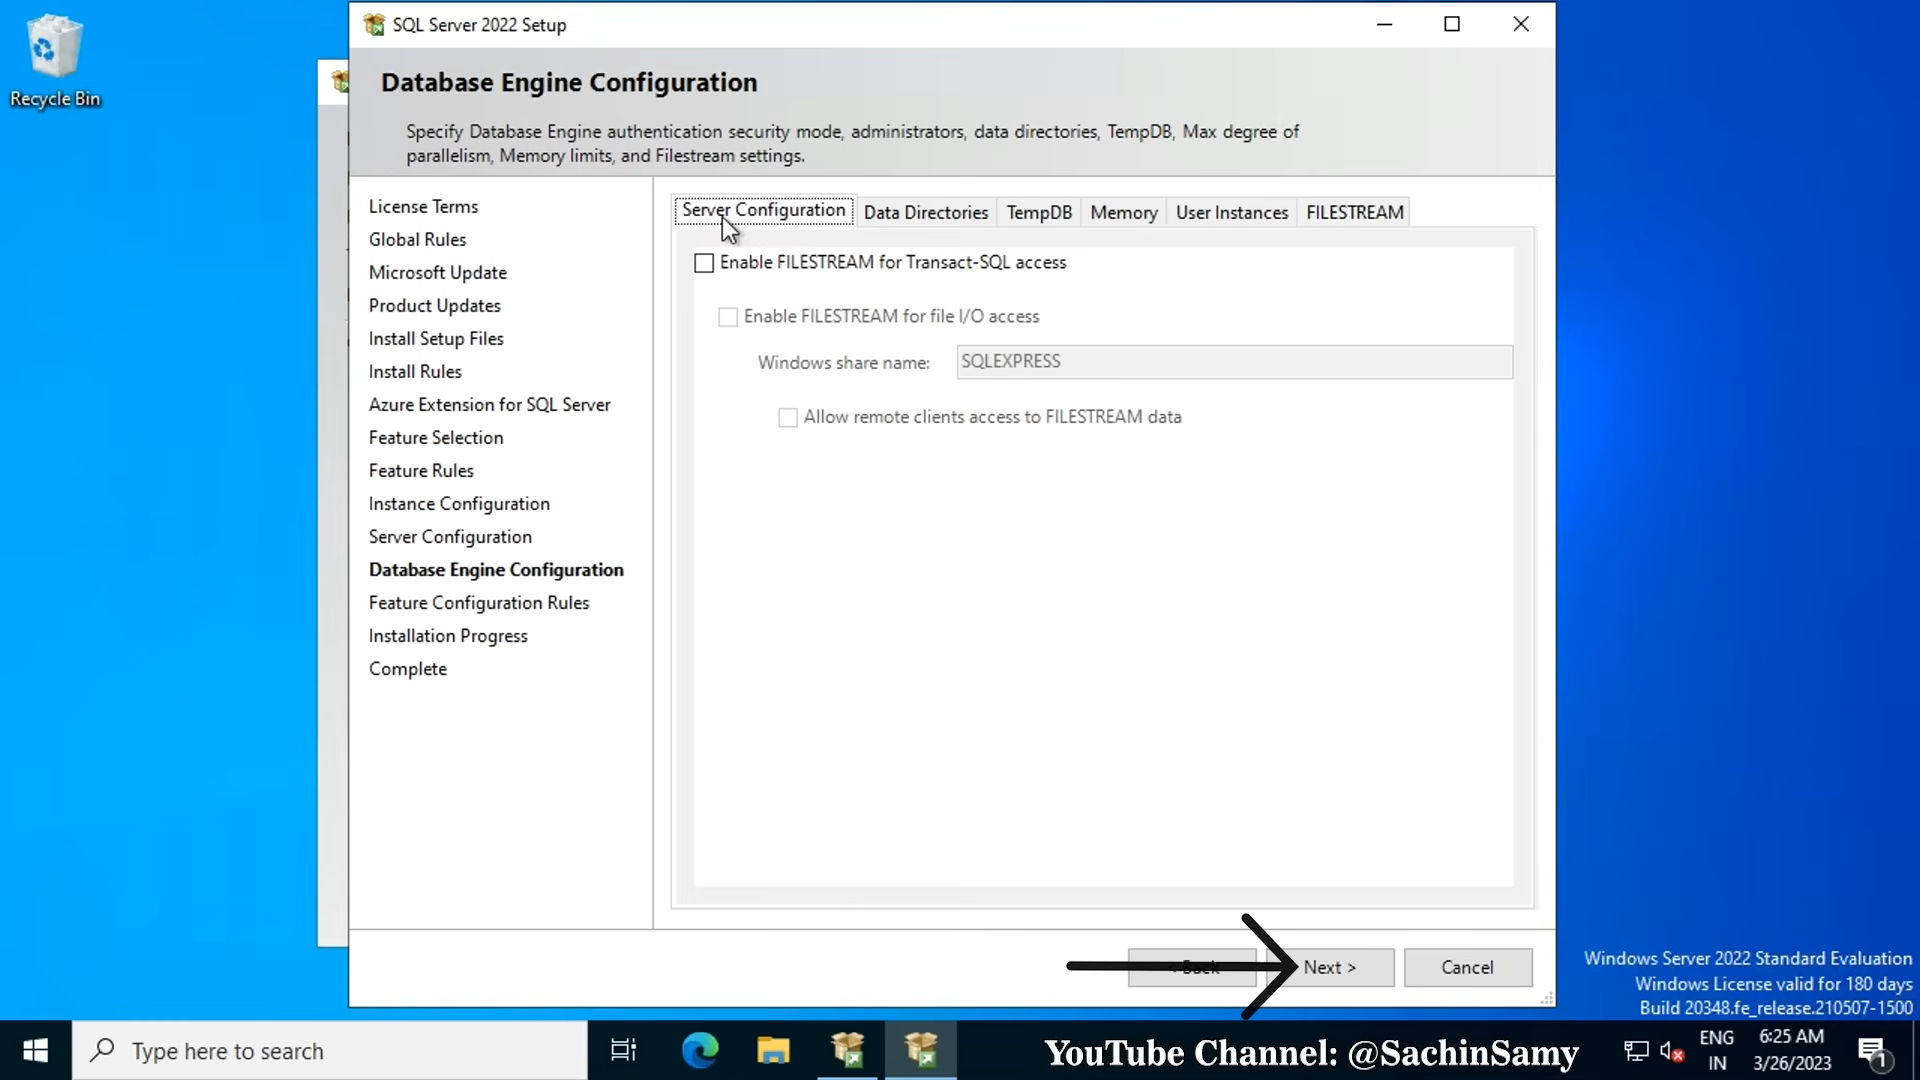 Recycle Bin
SQL Server 2022 Setup
Database Engine Configuration
Specify Database Engine authentication security mode, administrators, data directories, TempDB, Max degree of
parallelism, Memory limits, and Filestream settings.
License Terms
Global Rules
Microsoft Update
Product Updates
Install Setup Files
Install Rules
Azure Extension for SQL Server
Feature Selection
Feature Rules
Instance Configuration
Server Configuration
Database Engine Configuration
Feature Configuration Rules
Installation Progress
Complete
Server Configuration Data Directories TempDB Memory User Instances FILESTREAM
Enable FILESTREAM for Transact-SQL access
Enable FILESTREAM for file I/O access
Windows share name: SQLEXPRESS
Allow remote clients access to FILESTREAM data
< Back Next > Cancel
Windows Server 2022 Standard Evaluation
Windows License valid for 180 days
Build 20348.fe_release.210507-1500
Type here to search
YouTube Channel: @SachinSamy
ENG
IN
6:25 AM
3/26/2023
1